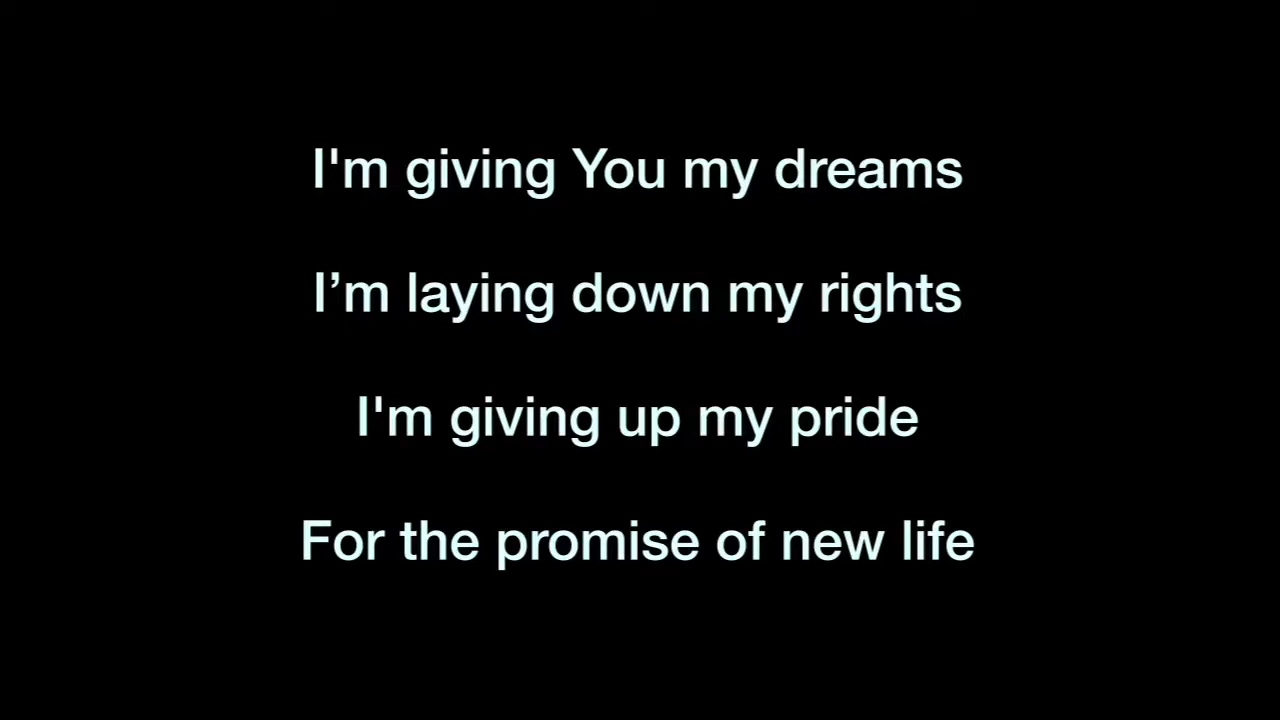 I'm giving You my dreams
I’m laying down my rights
I'm giving up my pride
For the promise of new life